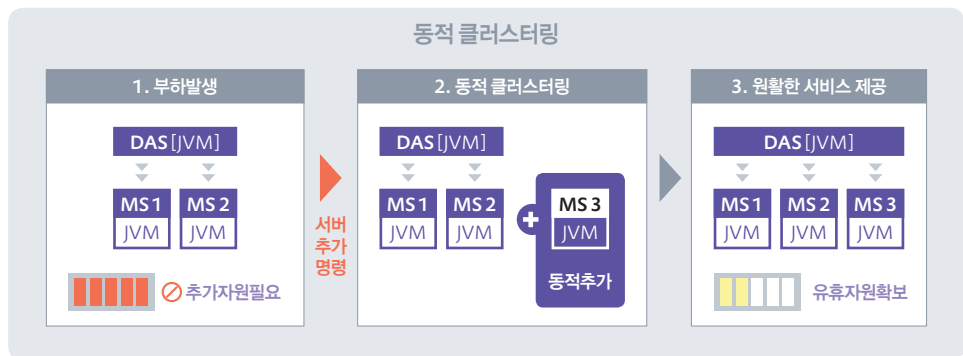 동적 클러스터링
1. 부하발생
DAS[JVM]
MS 1
MS 2
JVM
JVM
추가자원필요
서버
추가
명령
2. 동적 클러스터링
DAS[JVM]
MS 1
MS 2
MS 3
JVM
JVM
JVM
동적추가
3. 원활한 서비스 제공
DAS[JVM]
MS 1
MS 2
MS 3
JVM
JVM
JVM
유휴자원확보